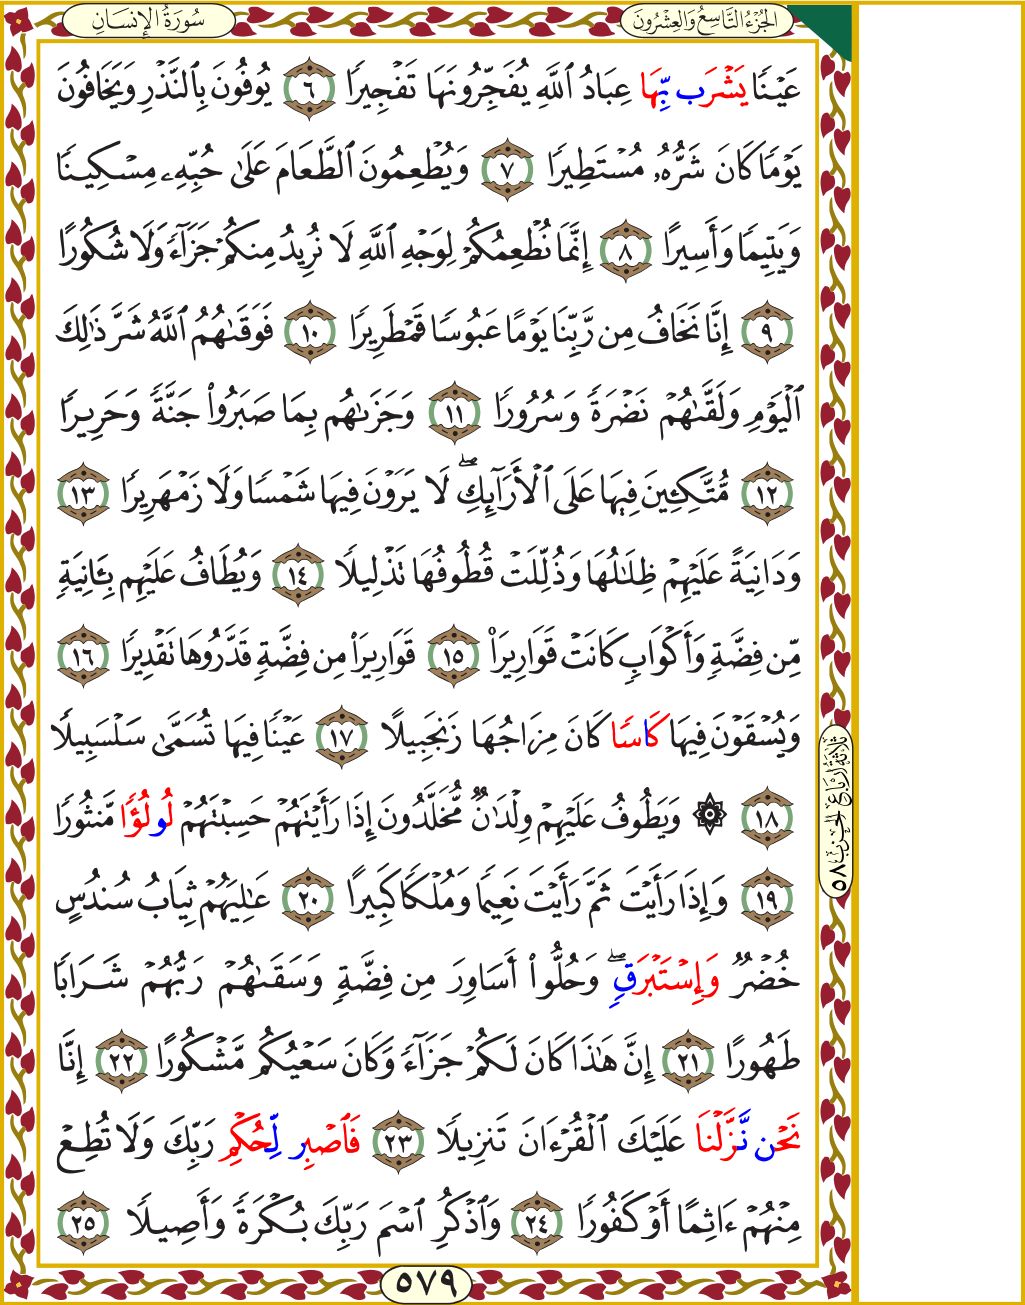 الجُزْءُ التَّاسِعُ وَالعِشْرُونَ
سُورَةُ الإِنسَانِ
عَيْنًا يَشْرَب بِّهَا عِبَادُ ٱللَّهِ يُفَجِّرُونَهَا تَفْجِيرًا ٦ يُوفُونَ بِٱلنَّذْرِ وَيَخَافُونَ
يَوْمًا كَانَ شَرُّهُۥ مُسْتَطِيرًا ٧ وَيُطْعِمُونَ ٱلطَّعَامَ عَلَىٰ حُبِّهِۦ مِسْكِينًا
وَيَتِيمًا وَأَسِيرًا ٨ إِنَّمَا نُطْعِمُكُمْ لِوَجْهِ ٱللَّهِ لَا نُرِيدُ مِنكُمْ جَزَآءً وَلَا شُكُورًا
٩ إِنَّا نَخَافُ مِن رَّبِّنَا يَوْمًا عَبُوسًا قَمْطَرِيرًا ١٠ فَوَقَىٰهُمُ ٱللَّهُ شَرَّ ذَٰلِكَ
ٱلْيَوْمِ وَلَقَّىٰهُمْ نَضْرَةً وَسُرُورًا ١١ وَجَزَىٰهُم بِمَا صَبَرُوا۟ جَنَّةً وَحَرِيرًا
١٢ مُّتَّكِـِٔينَ فِيهَا عَلَى ٱلْأَرَآئِكِ ۖ لَا يَرَوْنَ فِيهَا شَمْسًا وَلَا زَمْهَرِيرًا ١٣
وَدَانِيَةً عَلَيْهِمْ ظِلَٰلُهَا وَذُلِّلَتْ قُطُوفُهَا تَذْلِيلًا ١٤ وَيُطَافُ عَلَيْهِم بِـَٔانِيَةٍ
مِّن فِضَّةٍ وَأَكْوَابٍ كَانَتْ قَوَارِيرَا۠ ١٥ قَوَارِيرَا۟ مِن فِضَّةٍ قَدَّرُوهَا تَقْدِيرًا ١٦
وَيُسْقَوْنَ فِيهَا كَاسًا كَانَ مِزَاجُهَا زَنجَبِيلًا ١٧ عَيْنًا فِيهَا تُسَمَّىٰ سَلْسَبِيلًا
١٨ ۞ وَيَطُوفُ عَلَيْهِمْ وِلْدَٰنٌ مُّخَلَّدُونَ إِذَا رَأَيْتَهُمْ حَسِبْتَهُمْ لُولُؤًا مَّنثُورًا
١٩ وَإِذَا رَأَيْتَ ثَمَّ رَأَيْتَ نَعِيمًا وَمُلْكًا كَبِيرًا ٢٠ عَٰلِيَهُمْ ثِيَابُ سُندُسٍ
خُضْرٌ وَإِسْتَبْرَقٍ ۖ وَحُلُّوٓا۟ أَسَاوِرَ مِن فِضَّةٍ وَسَقَىٰهُمْ رَبُّهُمْ شَرَابًا
طَهُورًا ٢١ إِنَّ هَٰذَا كَانَ لَكُمْ جَزَآءً وَكَانَ سَعْيُكُم مَّشْكُورًا ٢٢ إِنَّا
نَحْن نَّزَّلْنَا عَلَيْكَ ٱلْقُرْءَانَ تَنزِيلًا ٢٣ فَٱصْبِر لِّحُكْمِ رَبِّكَ وَلَا تُطِعْ
مِنْهُمْ ءَاثِمًا أَوْ كَفُورًا ٢٤ وَٱذْكُرِ ٱسْمَ رَبِّكَ بُكْرَةً وَأَصِيلًا ٢٥
ثَلَاثَةُ أَرْبَاعِ الحِزْبِ ٥٨
٥٧٩